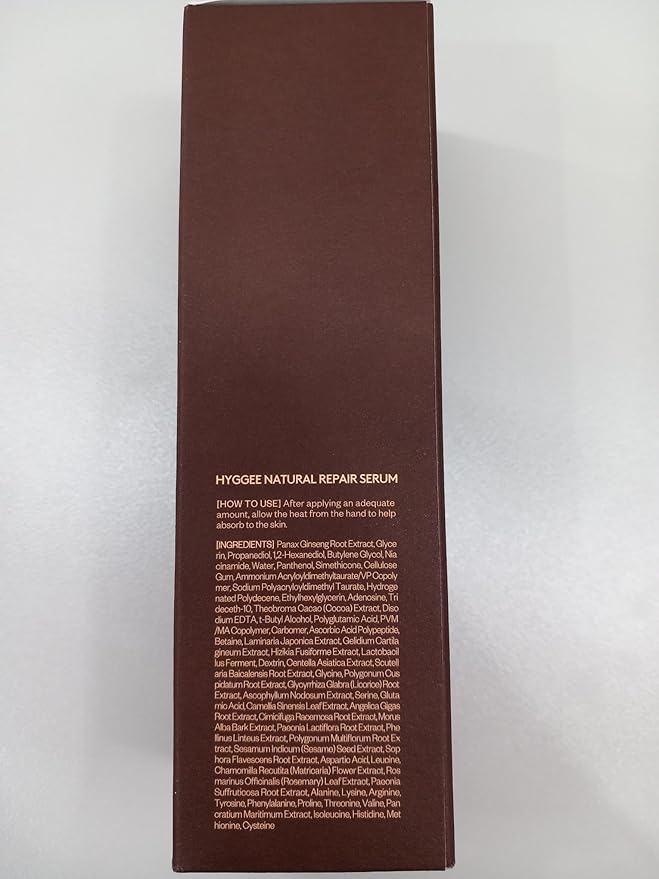 HYGGEE NATURAL REPAIR SERUM
[HOW TO USE] After applying an adequate
amount, allow the heat from the hand to help
absorb to the skin.
[INGREDIENTS] Panax Ginseng Root Extract, Glyce
rin, Propanediol, 1,2-Hexanediol, Butylene Glycol, Nia
cinamide, Water, Panthenol, Simethicone, Cellulose
Gum, Ammonium Acryloyldimethyltaurate/VP Copoly
mer, Sodium Polyacryloyldimethyl Taurate, Hydroge
nated Polydecene, Ethylhexylglycerin, Adenosine, Tri
deceth-10, Theobroma Cacao (Cocoa) Extract, Diso
dium EDTA, t-Butyl Alcohol, Polyglutamic Acid, PVM
/MA Copolymer, Carbomer, Ascorbic Acid Polypeptide,
Betaine, Laminaria Japonica Extract, Gelidium Cartila
gineum Extract, Hizikia Fusiforme Extract, Lactobacil
lus Ferment, Dextrin, Centella Asiatica Extract, Scutell
aria Baicalensis Root Extract, Glycine, Polygonum Cus
pidatum Root Extract, Glycyrrhiza Glabra (Licorice) Root
Extract, Ascophyllum Nodosum Extract, Serine, Gluta
mic Acid, Camellia Sinensis Leaf Extract, Angelica Gigas
Root Extract, Cimicifuga Racemosa Root Extract, Morus
Alba Bark Extract, Paeonia Lactiflora Root Extract, Phe
llinus Linteus Extract, Polygonum Multiflorum Root Ex
tract, Sesamum Indicum (Sesame) Seed Extract, Sop
hora Flavescens Root Extract, Aspartic Acid, Leucine,
Chamomilla Recutita (Matricaria) Flower Extract, Ros
marinus Officinalis (Rosemary) Leaf Extract, Paeonia
Suffruticosa Root Extract, Alanine, Lysine, Arginine,
Tyrosine, Phenylalanine, Proline, Threonine, Valine, Pan
cratium Maritimum Extract, Isoleucine, Histidine, Met
hionine, Cysteine